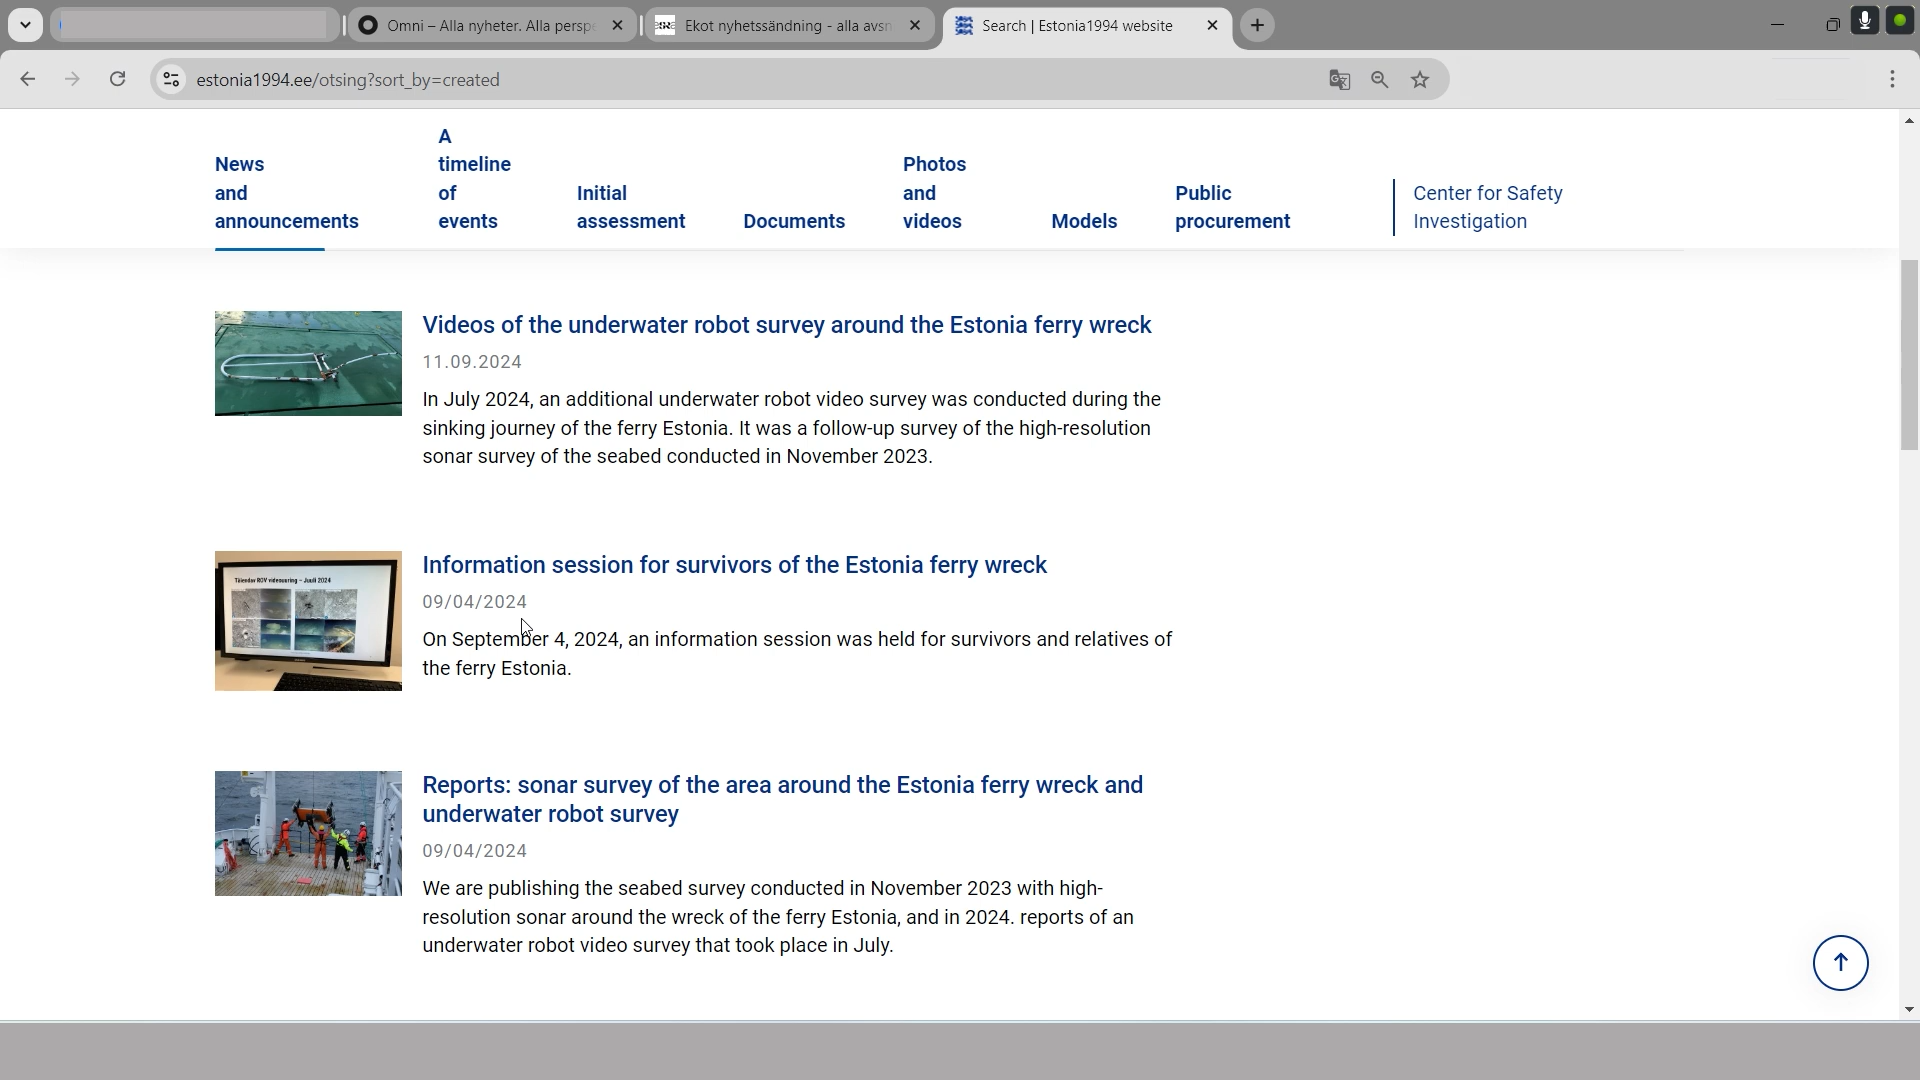 Omni – Alla nyheter. Alla perspe
Ekot nyhetssändning - alla avsn
Search | Estonia1994 website
estonia1994.ee/otsing?sort_by=created
News
and
announcements
A
timeline
of
events
Initial
assessment
Documents
Photos
and
videos
Models
Public
procurement
Center for Safety
Investigation
Videos of the underwater robot survey around the Estonia ferry wreck
11.09.2024
In July 2024, an additional underwater robot video survey was conducted during the
sinking journey of the ferry Estonia. It was a follow-up survey of the high-resolution
sonar survey of the seabed conducted in November 2023.
Täiendav ROV videouuring – Juuli 2024
Information session for survivors of the Estonia ferry wreck
09/04/2024
On September 4, 2024, an information session was held for survivors and relatives of
the ferry Estonia.
Reports: sonar survey of the area around the Estonia ferry wreck and
underwater robot survey
09/04/2024
We are publishing the seabed survey conducted in November 2023 with high-
resolution sonar around the wreck of the ferry Estonia, and in 2024. reports of an
underwater robot video survey that took place in July.